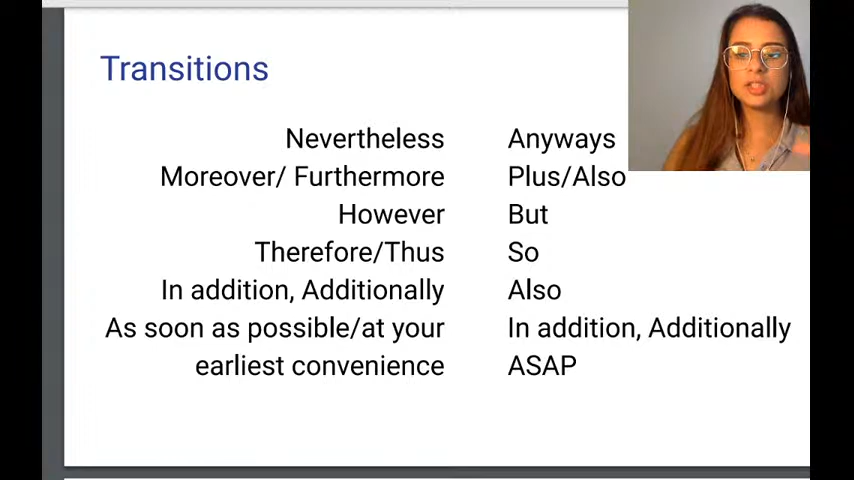 Transitions
Nevertheless Anyways
Moreover/ Furthermore Plus/Also
However But
Therefore/Thus So
In addition, Additionally Also
As soon as possible/at your In addition, Additionally
earliest convenience ASAP